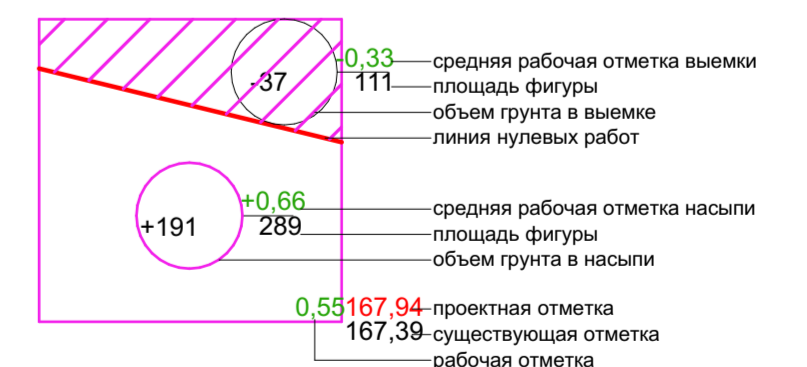 -0,33 средняя рабочая отметка выемки
-37 111 площадь фигуры
объем грунта в выемке
линия нулевых работ
+0,66 средняя рабочая отметка насыпи
+191 289 площадь фигуры
объем грунта в насыпи
0,55 167,94 проектная отметка
167,39 существующая отметка
рабочая отметка